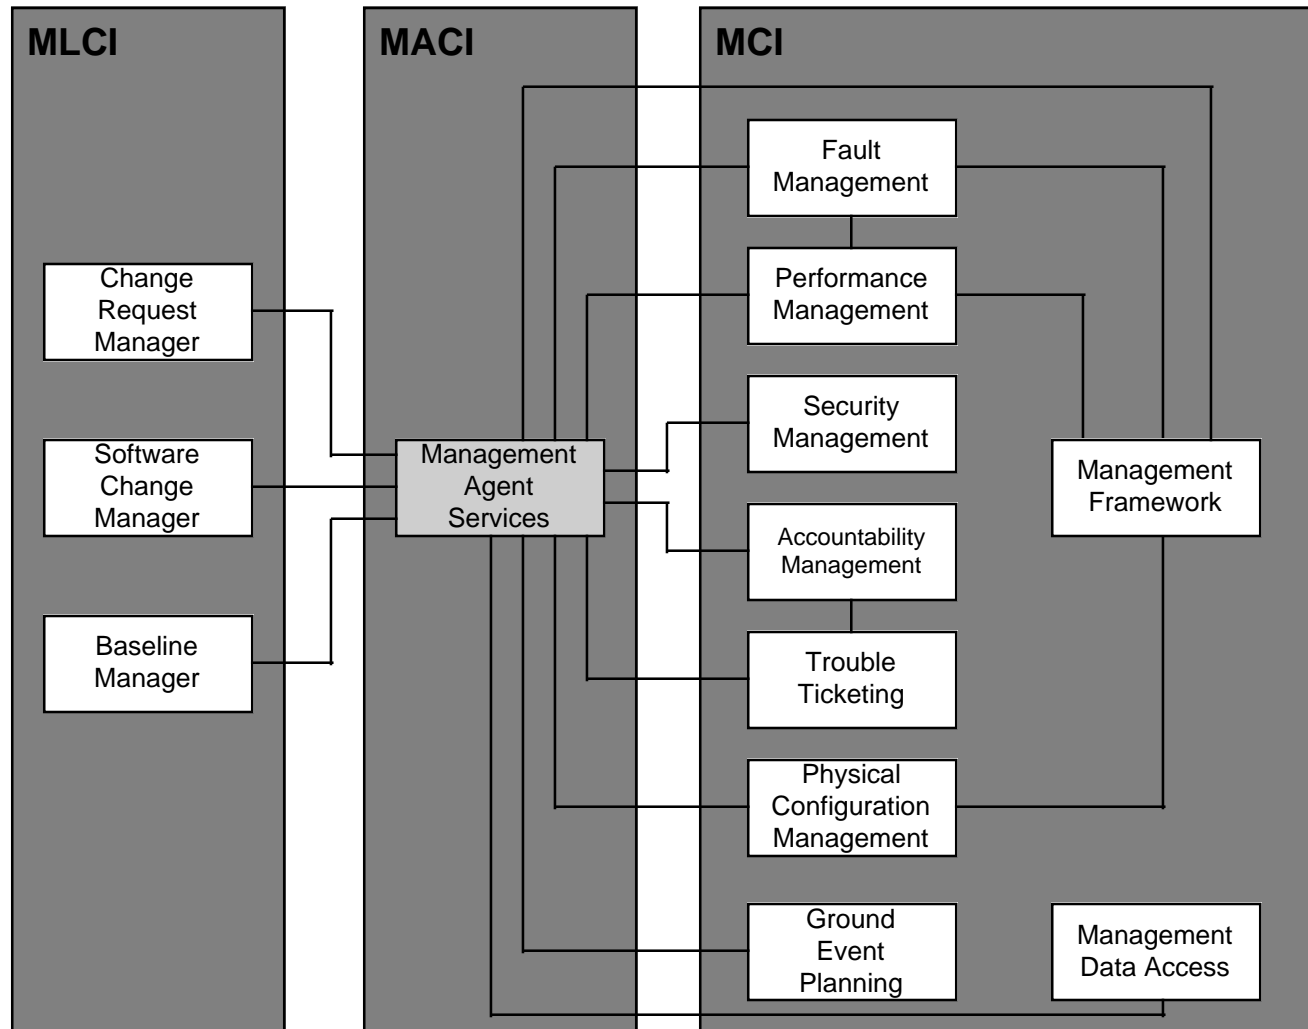 MLCI
MACI
MCI
Change
Request
Manager
Software
Change
Manager
Baseline
Manager
Management
Agent
Services
Fault
Management
Performance
Management
Security
Management
Accountability
Management
Trouble
Ticketing
Physical
Configuration
Management
Ground
Event
Planning
Management
Framework
Management
Data Access